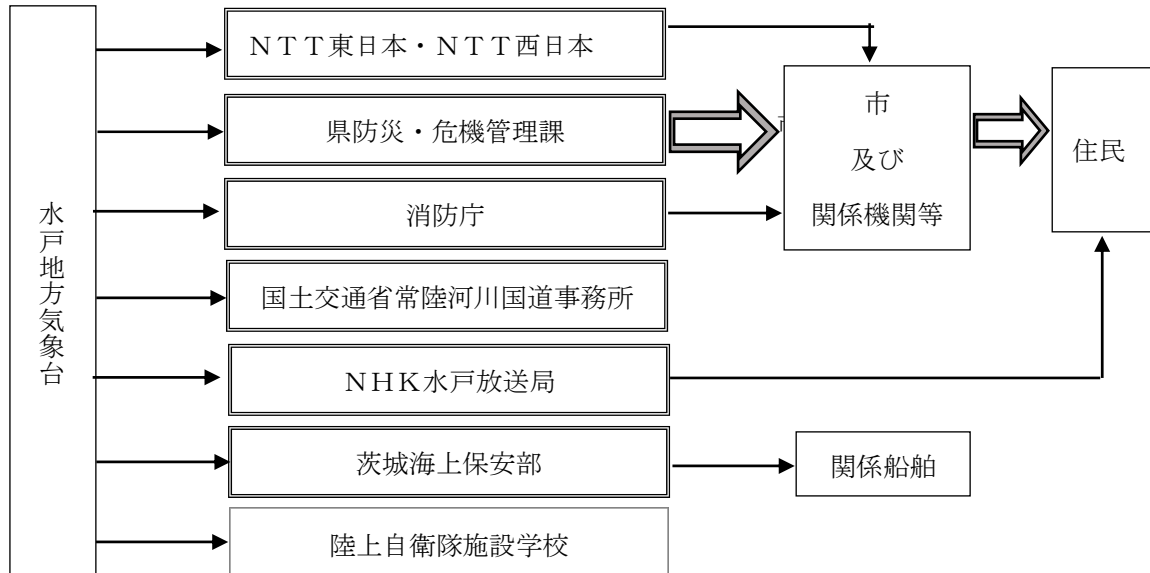 水戸地方気象台
ＮＴＴ東日本・ＮＴＴ西日本
県防災・危機管理課
消防庁
国土交通省常陸河川国道事務所
ＮＨＫ水戸放送局
茨城海上保安部
陸上自衛隊施設学校
市
及び
関係機関等
住民
関係船舶